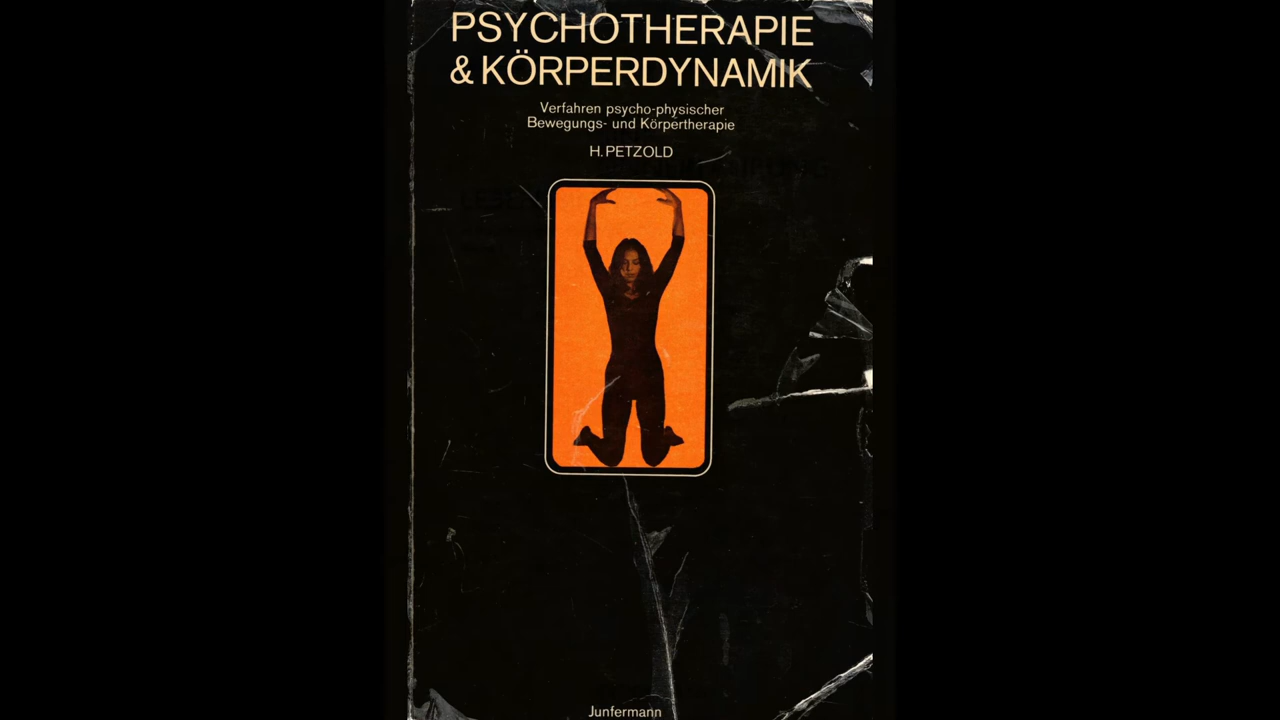 PSYCHOTHERAPIE
& KÖRPERDYNAMIK
Verfahren psycho-physischer
Bewegungs- und Körpertherapie
H. PETZOLD
Junfermann